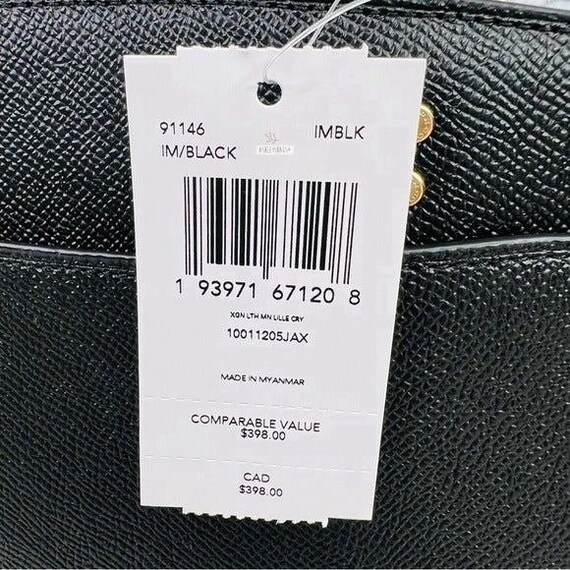 91146 IMBLK
IM/BLACK
1 93971 67120 8
XGN LTH MN LILLE CRY
10011205JAX
MADE IN MYANMAR
COMPARABLE VALUE
$398.00
CAD
$398.00